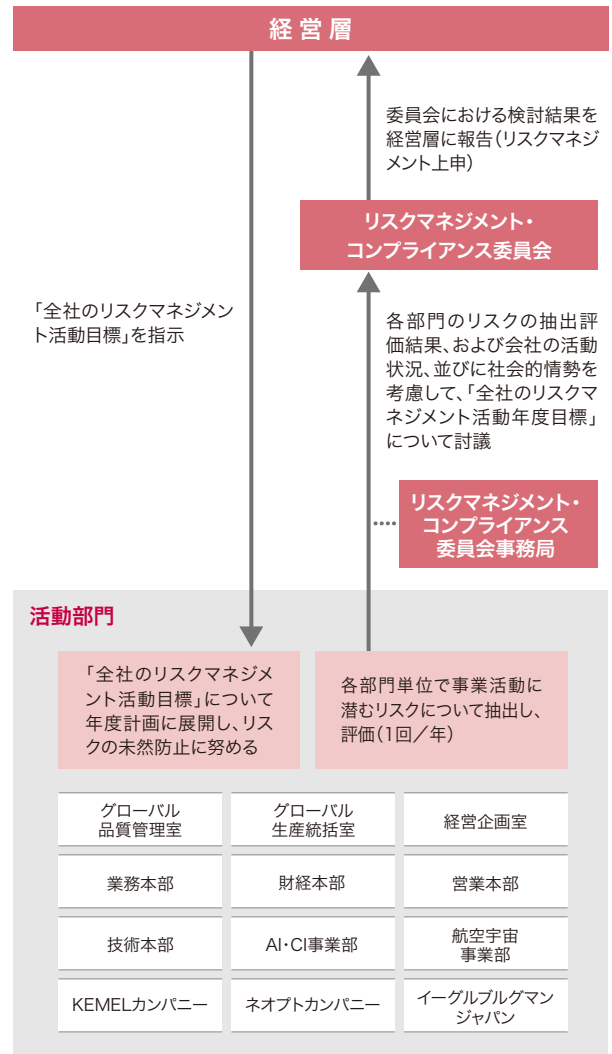 経営層
委員会における検討結果を
経営層に報告(リスクマネジ
メント上申)
リスクマネジメント・
コンプライアンス委員会
「全社のリスクマネジメン
ト活動目標」を指示
各部門のリスクの抽出評
価結果、および会社の活動
状況、並びに社会的情勢を
考慮して、「全社のリスクマ
ネジメント活動年度目標」
について討議
リスクマネジメント・
コンプライアンス
委員会事務局
活動部門
「全社のリスクマネジメ
ント活動目標」について
年度計画に展開し、リス
クの未然防止に努める
各部門単位で事業活動に
潜むリスクについて抽出し、
評価(1回／年)
グローバル
品質管理室
グローバル
生産統括室
経営企画室
業務本部
財経本部
営業本部
技術本部
AI・CI事業部
航空宇宙
事業部
KEMELカンパニー
ネオプトカンパニー
イーグルブルグマン
ジャパン